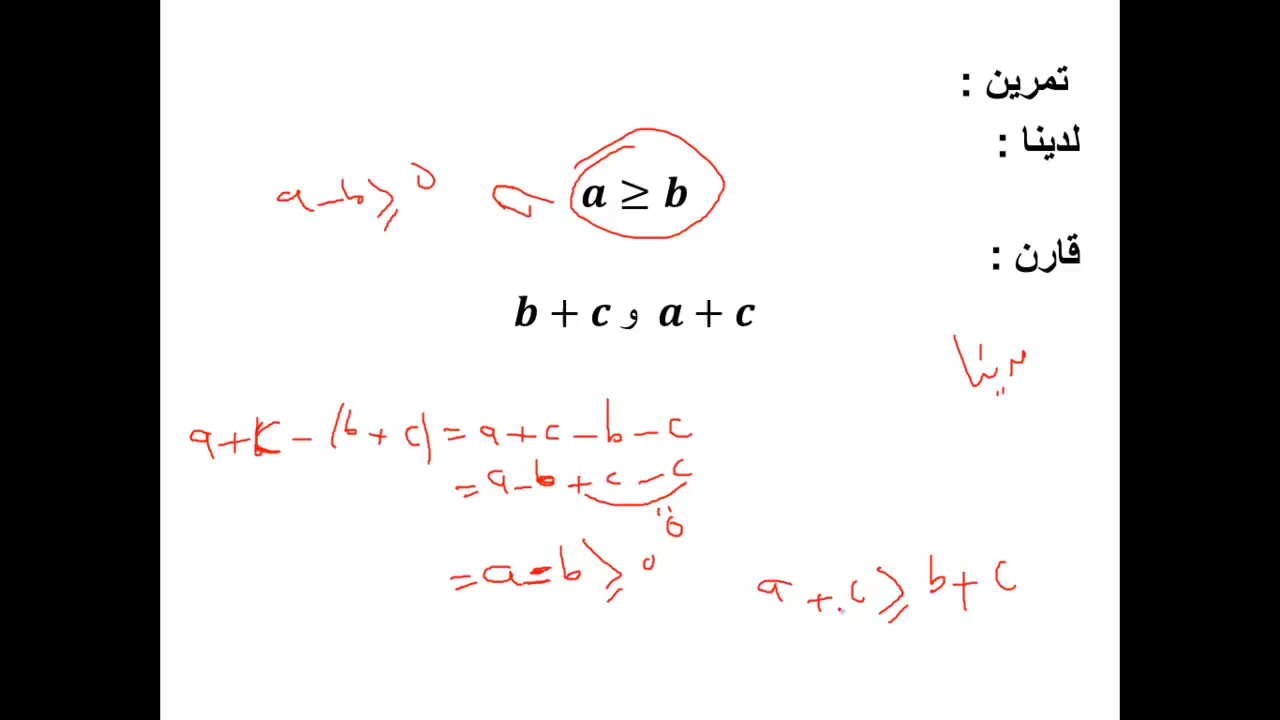 تمرين :
لدينا :
a ≥ b
a - b ≥ 0
قارن :
a + c و b + c
لدينا
a + c - (b + c) = a + c - b - c
= a - b + c - c
0
= a - b ≥ 0
a + c ≥ b + c